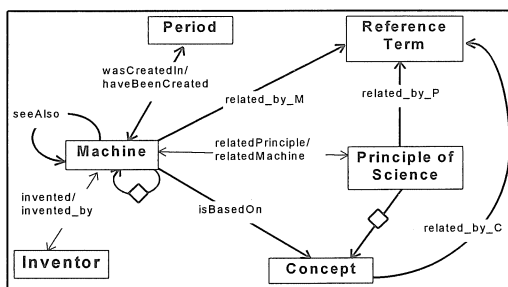 Period
Reference
Term
wasCreatedIn/
haveBeenCreated
related_by_M
related_by_P
seeAlso
Machine
relatedPrinciple/
relatedMachine
Principle of
Science
invented/
invented_by
isBasedOn
related_by_C
Inventor
Concept